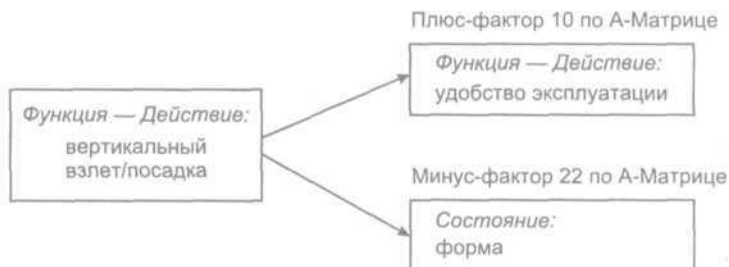 Плюс-фактор 10 по А-Матрице
Функция — Действие:
удобство эксплуатации
Функция — Действие:
вертикальный
взлет/посадка
Минус-фактор 22 по А-Матрице
Состояние:
форма